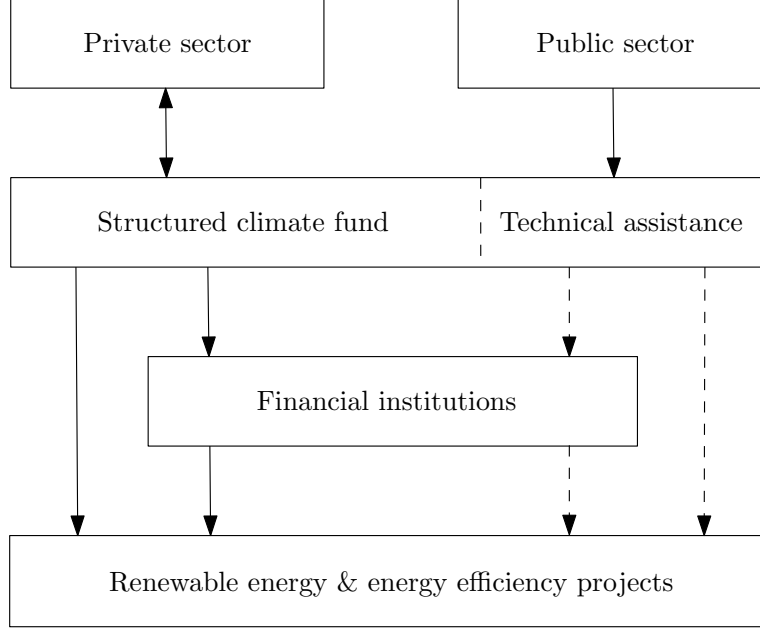 Private sector
Public sector
Structured climate fund
Technical assistance
Financial institutions
Renewable energy & energy efficiency projects